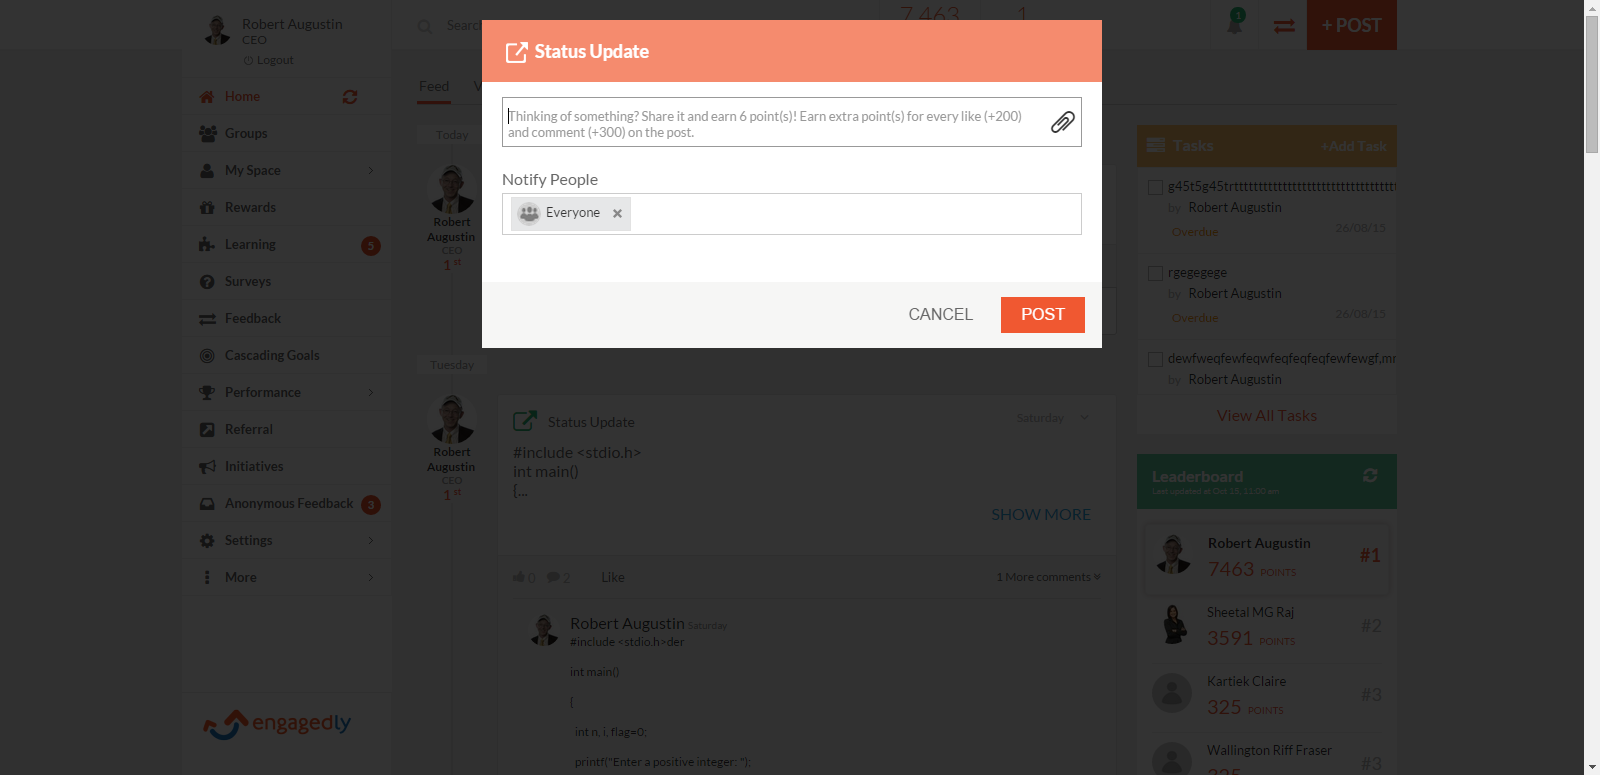 Robert Augustin
CEO
Logout
Home
Groups
My Space
Rewards
Learning
5
Surveys
Feedback
Cascading Goals
Performance
Referral
Initiatives
Anonymous Feedback
3
Settings
More
engagedly
Search
7,463
1
1
+ POST
Feed
Status Update
Thinking of something? Share it and earn 6 point(s)! Earn extra point(s) for every like (+200)
and comment (+300) on the post.
Notify People
Everyone ×
CANCEL
POST
Today
Robert
Augustin
CEO
1 st
Tuesday
Robert
Augustin
CEO
1 st
Status Update
Saturday
#include <stdio.h>
int main()
{...
SHOW MORE
0
2
Like
1 More comments
Robert Augustin Saturday
#include <stdio.h>der
int main()
{
int n, i, flag=0;
printf("Enter a positive integer: ");
Tasks
+Add Task
by Robert Augustin
Overdue
26/08/15
rgegegege
by Robert Augustin
Overdue
26/08/15
by Robert Augustin
View All Tasks
Leaderboard
Last updated at Oct 15, 11:00 am
Robert Augustin
7463 POINTS
#1
Sheetal MG Raj
3591 POINTS
#2
Kartiek Claire
325 POINTS
#3
Wallington Riff Fraser
325
#3